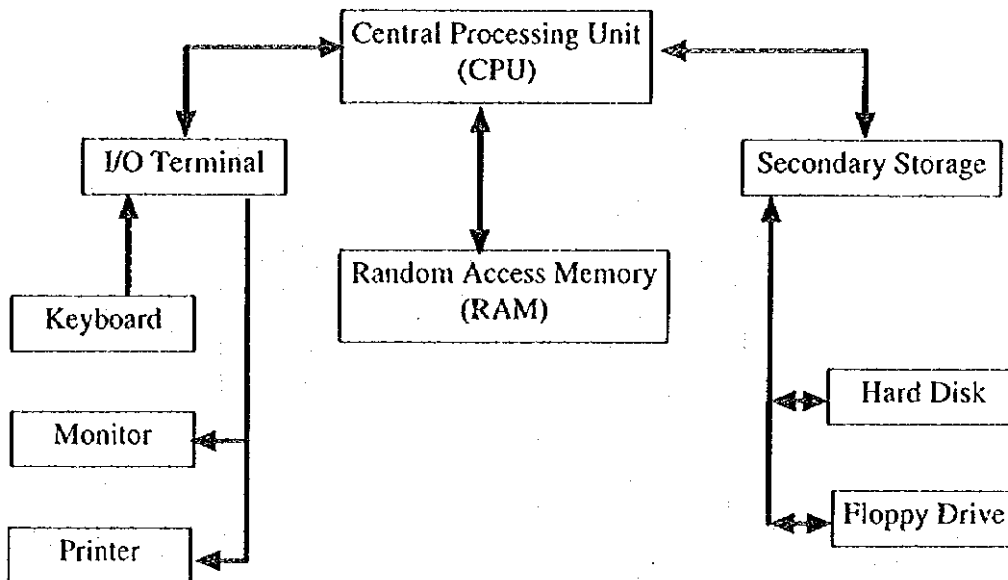 Central Processing Unit
(CPU)
I/O Terminal
Secondary Storage
Random Access Memory
(RAM)
Keyboard
Hard Disk
Monitor
Floppy Drive
Printer